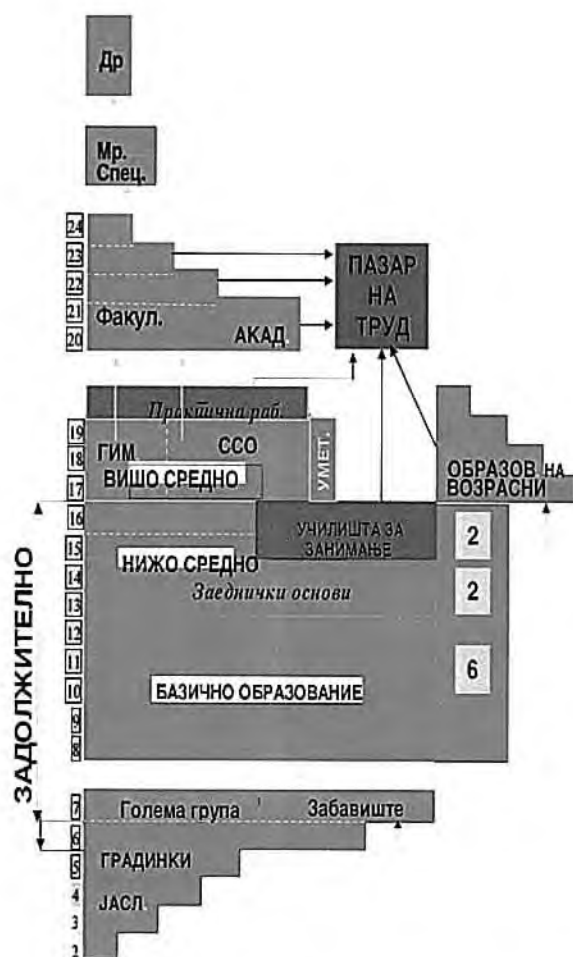 Др
Мр.
Спец.
24
23
22
21
20
Факул.
АКАД.
ПАЗАР
НА
ТРУД
Практична раб.
19
18
17
ГИМ
ССО
ВИШО СРЕДНО
УМЕТ.
ОБРАЗОВ НА
ВОЗРАСНИ
ЗАДОЛЖИТЕЛНО
16
15
14
13
12
11
10
9
8
УЧИЛИШТА ЗА
ЗАНИМАЊЕ
НИЖО СРЕДНО
Заеднички основи
БАЗИЧНО ОБРАЗОВАНИЕ
2
2
6
7
6
5
4
3
2
Голема група
Забавиште
ГРАДИНКИ
ЈАСЛ.